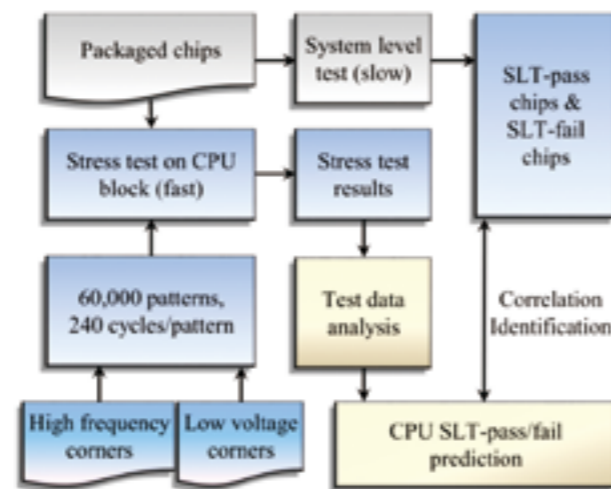 Packaged chips
System level
test (slow)
SLT-pass
chips &
SLT-fail
chips
Stress test on CPU
block (fast)
Stress test
results
60,000 patterns,
240 cycles/pattern
Test data
analysis
Correlation
Identification
High frequency
corners
Low voltage
corners
CPU SLT-pass/fail
prediction